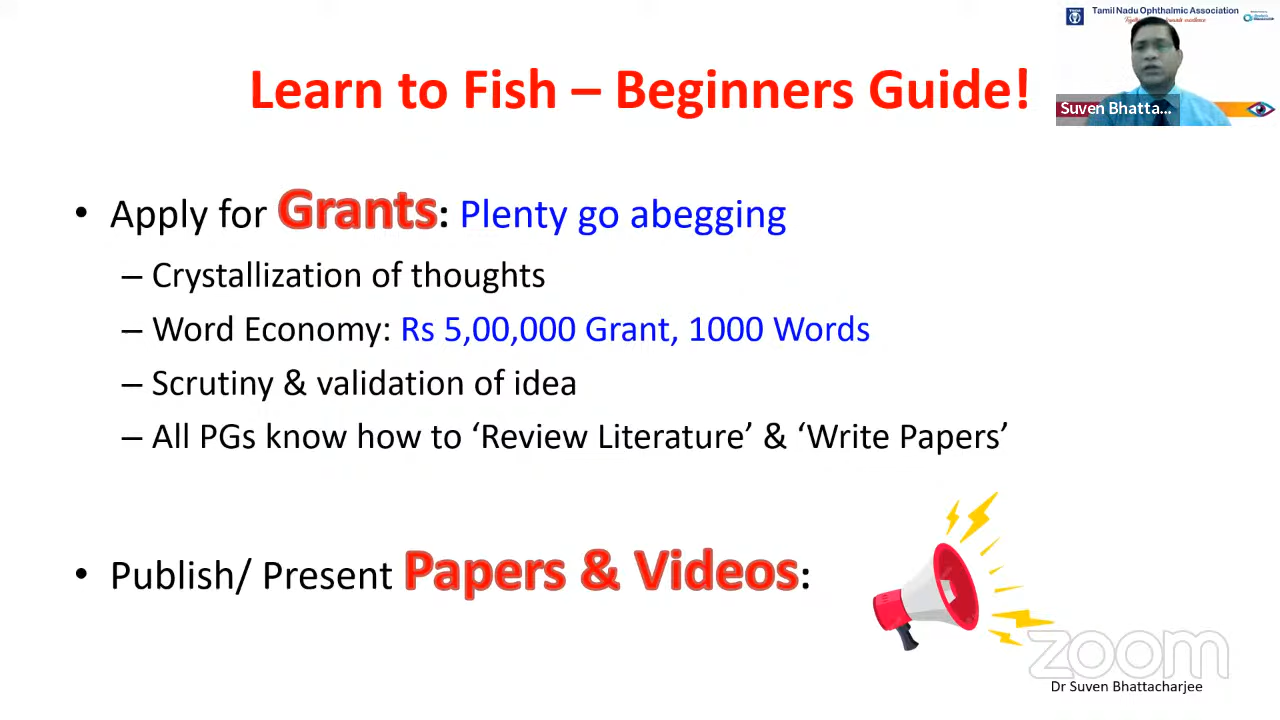 Tamil Nadu Ophthalmic Association
Suven Bhatta...
Learn to Fish – Beginners Guide!
• Apply for Grants: Plenty go abegging
– Crystallization of thoughts
– Word Economy: Rs 5,00,000 Grant, 1000 Words
– Scrutiny & validation of idea
– All PGs know how to ‘Review Literature’ & ‘Write Papers’
• Publish/ Present Papers & Videos:
zoom
Dr Suven Bhattacharjee